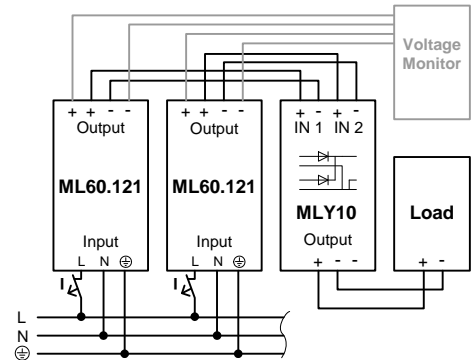 Voltage
Monitor
+ + - -
+ + - -
+ - + -
Output
Output
IN 1 IN 2
ML60.121
ML60.121
MLY10
Load
Input
Input
Output
L N
L N
+ - -
+ -
I
I
L
N